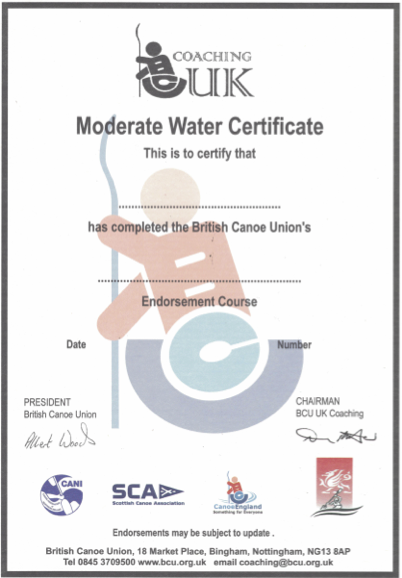 COACHING
UK
Moderate Water Certificate
This is to certify that
has completed the British Canoe Union's
Endorsement Course
Date Number
PRESIDENT
British Canoe Union
CHAIRMAN
BCU UK Coaching
Albert Woods
CANI
SCA
Scottish Canoe Association
CanoeEngland
Something for Everyone
Endorsements may be subject to update .
British Canoe Union, 18 Market Place, Bingham, Nottingham, NG13 8AP
Tel 0845 3709500 www.bcu.org.uk email coaching@bcu.org.uk